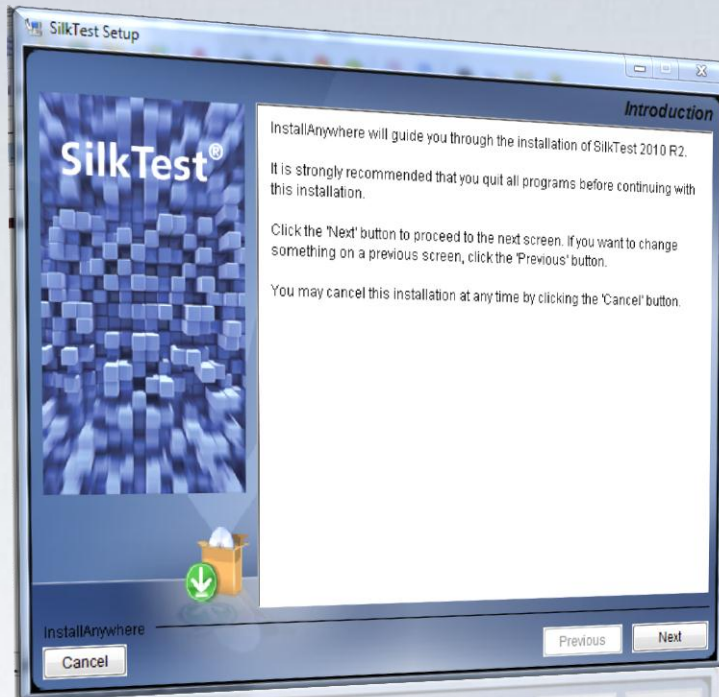 SilkTest Setup
Introduction
SilkTest®
InstallAnywhere will guide you through the installation of SilkTest 2010 R2.
It is strongly recommended that you quit all programs before continuing with
this installation.
Click the 'Next' button to proceed to the next screen. If you want to change
something on a previous screen, click the 'Previous' button.
You may cancel this installation at any time by clicking the 'Cancel' button.
InstallAnywhere
Cancel
Previous
Next